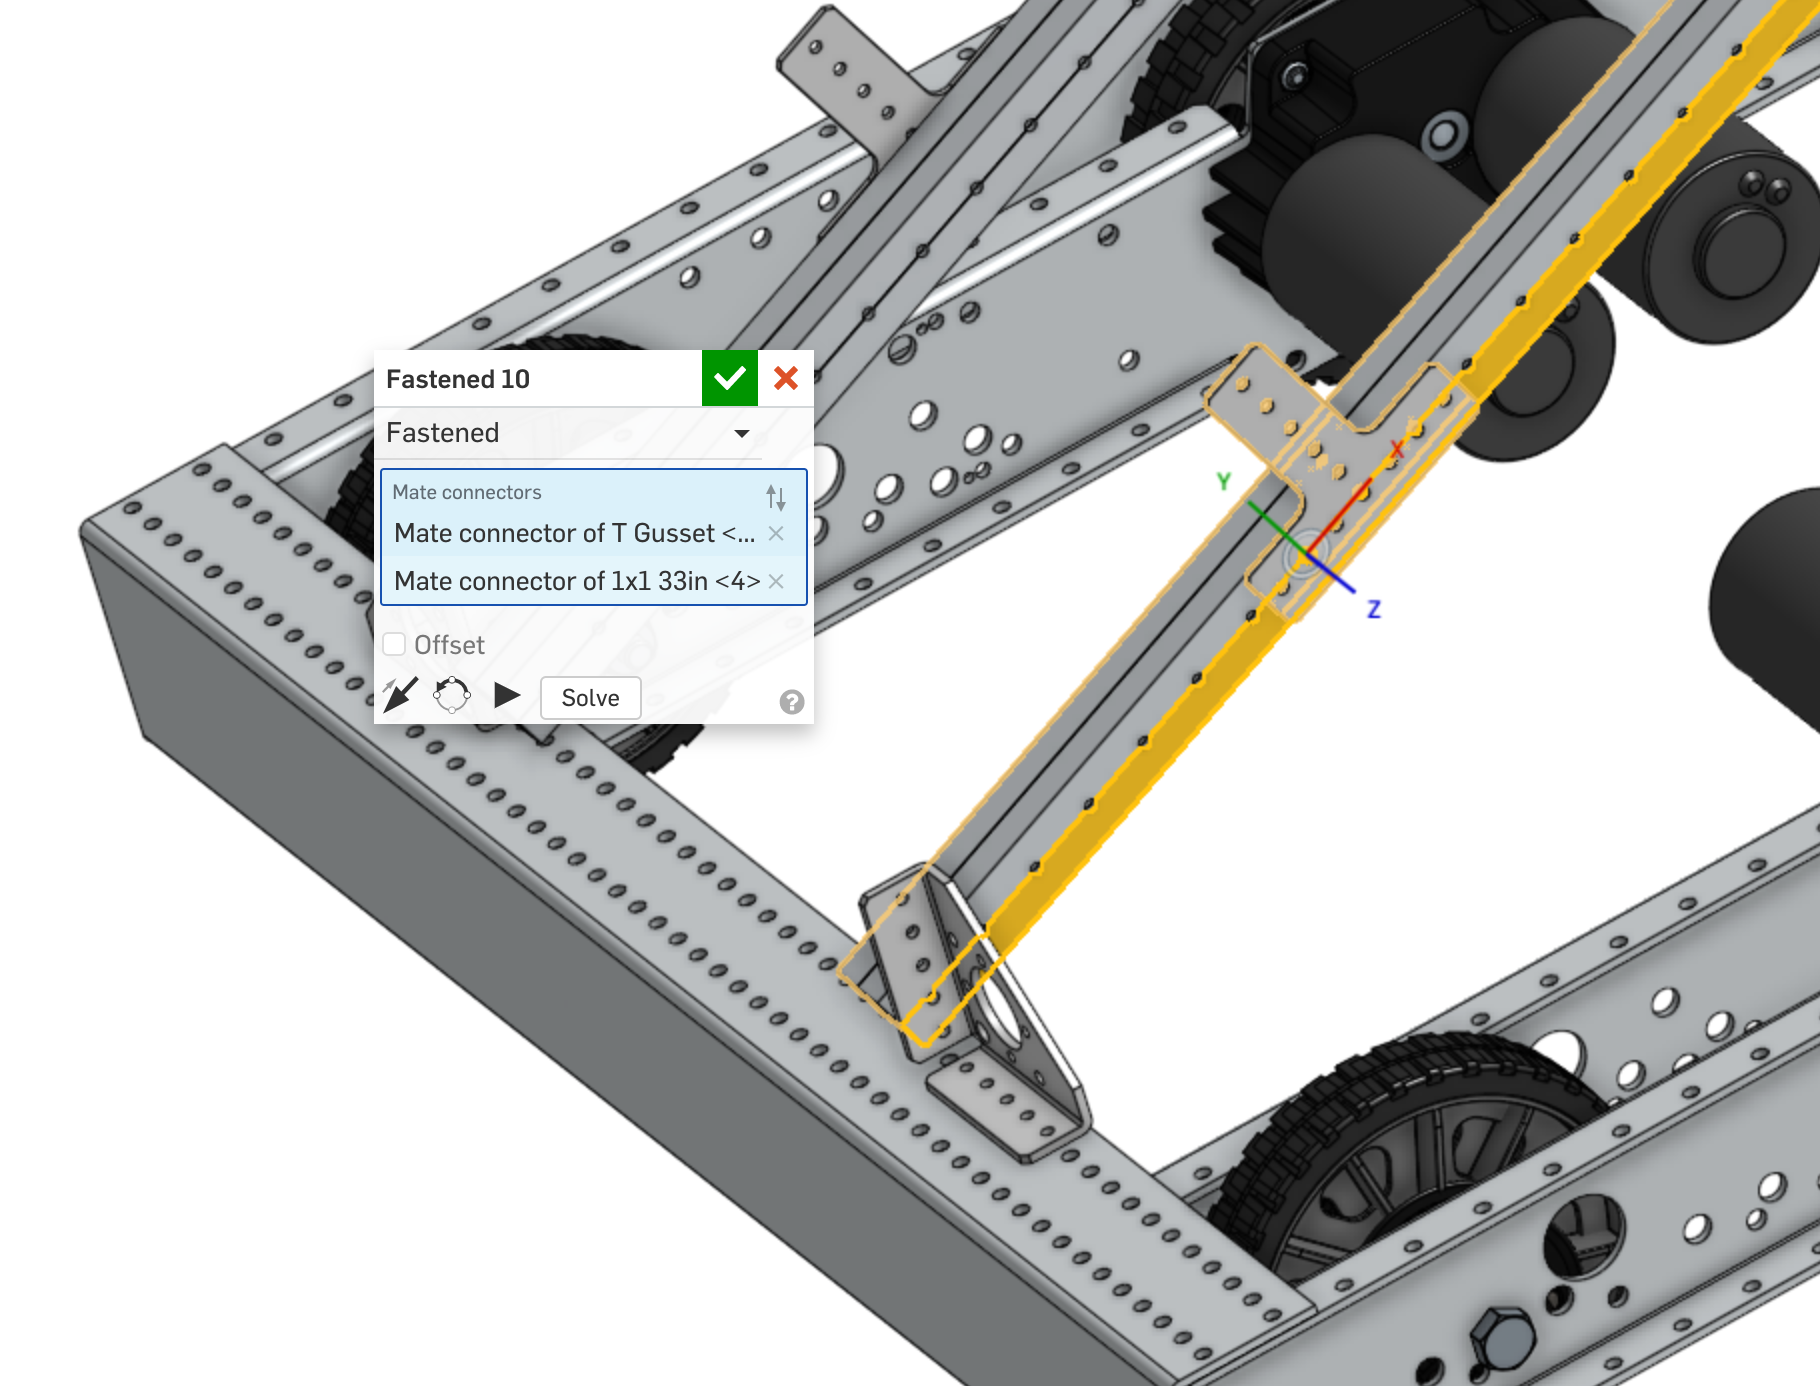 Fastened 10
Fastened
Mate connectors
Mate connector of T Gusset <...
Mate connector of 1x1 33in <4>
Offset
Solve
?
X
Y
Z